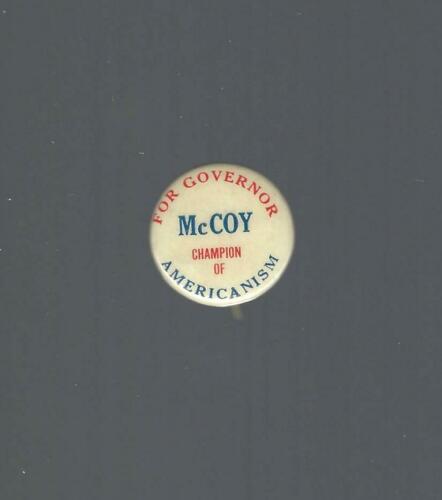 FOR GOVERNOR
McCOY
CHAMPION
OF
AMERICANISM